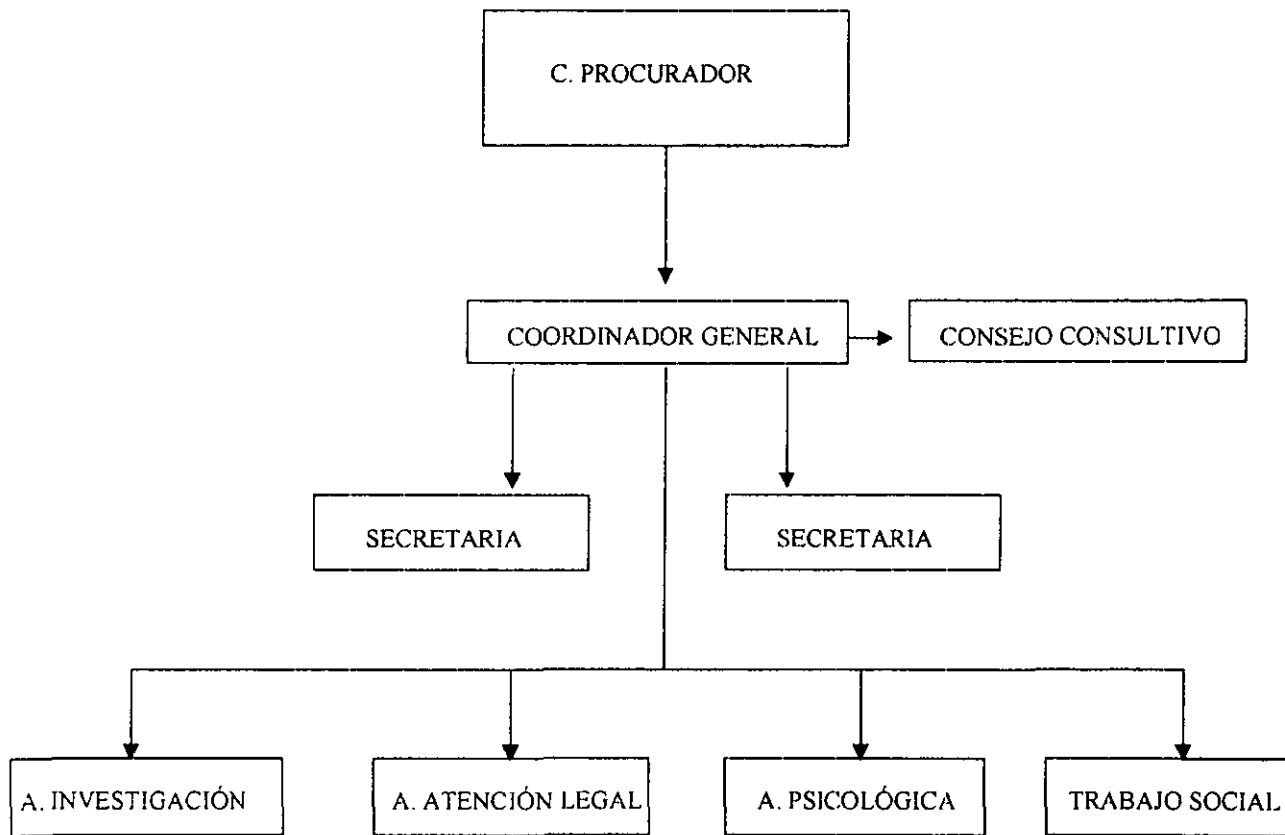 C. PROCURADOR
COORDINADOR GENERAL
CONSEJO CONSULTIVO
SECRETARIA
SECRETARIA
A. INVESTIGACIÓN
A. ATENCIÓN LEGAL
A. PSICOLÓGICA
TRABAJO SOCIAL